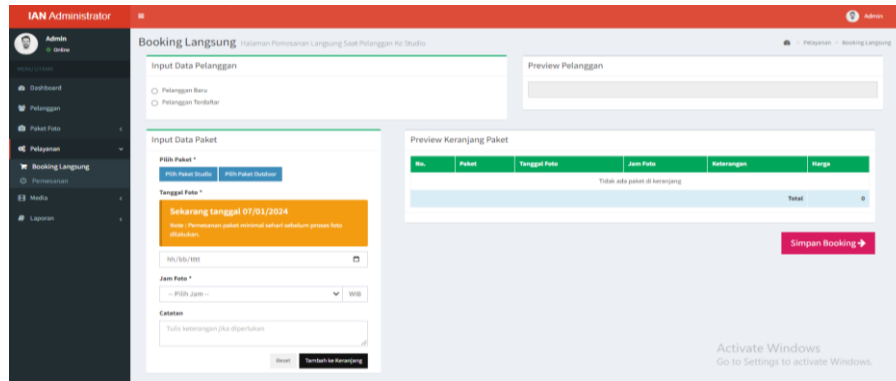 IAN Administrator
Admin
Admin
Online
MENU UTAMA
Dashboard
Pelanggan
Paket Foto
Pelayanan
Booking Langsung
Pemesanan
Media
Laporan
Booking Langsung Halaman Pemesanan Langsung Saat Pelanggan Ke Studio
Pelayanan > Booking Langsung
Input Data Pelanggan
Pelanggan Baru
Pelanggan Terdaftar
Preview Pelanggan
Input Data Paket
Pilih Paket *
Pilih Paket Studio Pilih Paket Outdoor
Tanggal Foto *
Sekarang tanggal 07/01/2024
Note : Pemesanan paket minimal sehari sebelum proses foto
dilakukan.
hh/bb/tttt
Jam Foto *
-- Pilih Jam -- WIB
Catatan
Tulis keterangan jika diperlukan
Reset Tambah ke Keranjang
Preview Keranjang Paket
No. Paket Tanggal Foto Jam Foto Keterangan Harga
Tidak ada paket di keranjang
Total 0
Simpan Booking
Activate Windows
Go to Settings to activate Windows.